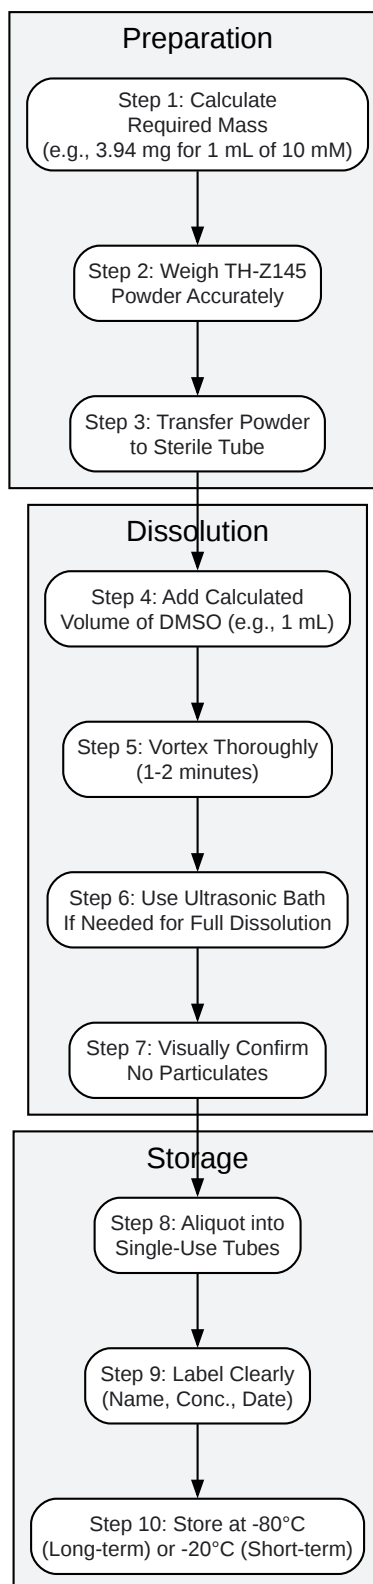 Preparation
Step 1: Calculate
Required Mass
(e.g., 3.94 mg for 1 mL of 10 mM)
Step 2: Weigh TH-Z145
Powder Accurately
Step 3: Transfer Powder
to Sterile Tube
Dissolution
Step 4: Add Calculated
Volume of DMSO (e.g., 1 mL)
Step 5: Vortex Thoroughly
(1-2 minutes)
Step 6: Use Ultrasonic Bath
If Needed for Full Dissolution
Step 7: Visually Confirm
No Particulates
Storage
Step 8: Aliquot into
Single-Use Tubes
Step 9: Label Clearly
(Name, Conc., Date)
Step 10: Store at -80°C
(Long-term) or -20°C (Short-term)